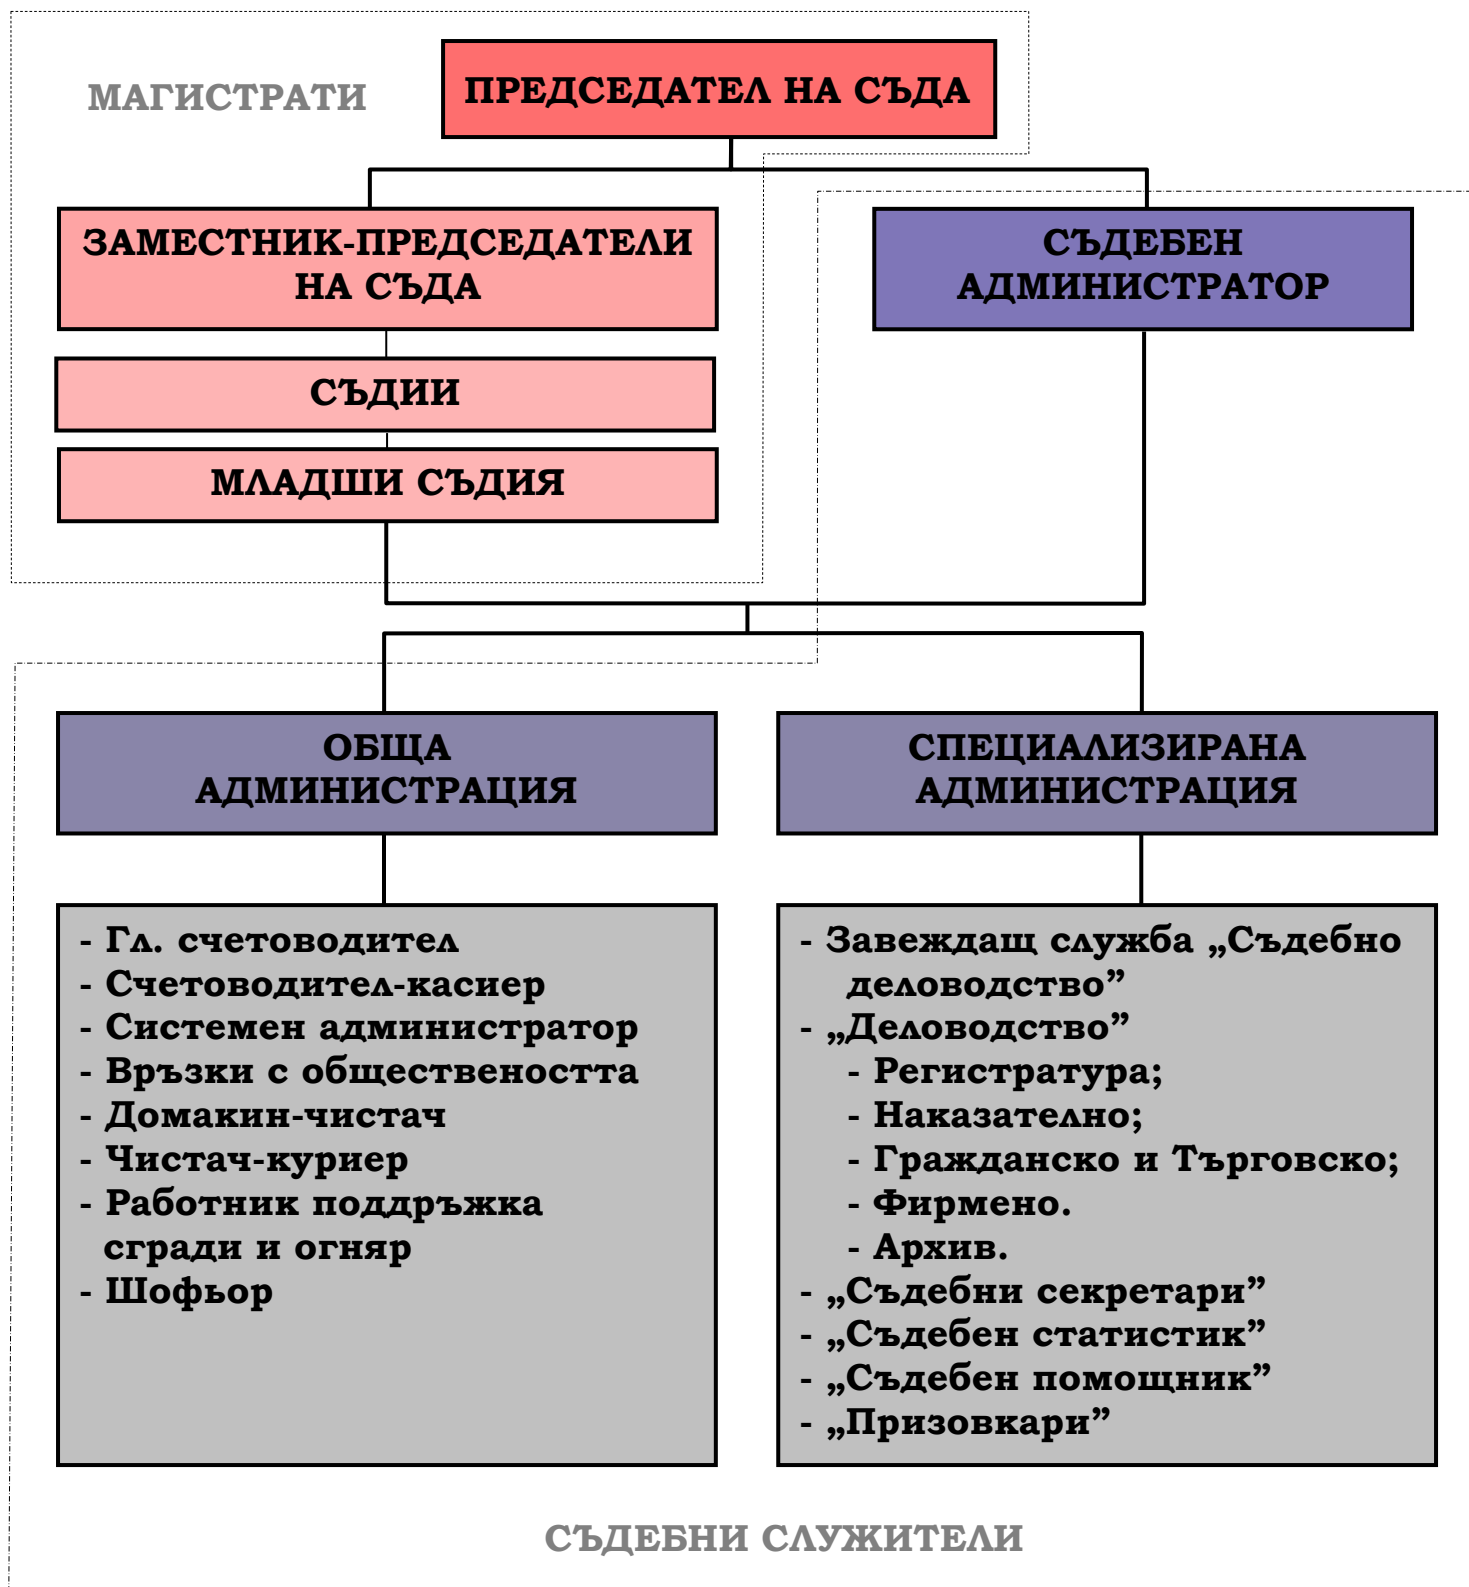 МАГИСТРАТИ
ПРЕДСЕДАТЕЛ НА СЪДА
ЗАМЕСТНИК-ПРЕДСЕДАТЕЛИ
НА СЪДА
СЪДЕБЕН
АДМИНИСТРАТОР
СЪДИИ
МЛАДШИ СЪДИЯ
ОБЩА
АДМИНИСТРАЦИЯ
СПЕЦИАЛИЗИРАНА
АДМИНИСТРАЦИЯ
- Гл. счетоводител
- Счетоводител-касиер
- Системен администратор
- Връзки с обществеността
- Домакин-чистач
- Чистач-куриер
- Работник поддръжка
сгради и огняр
- Шофьор
- Завеждащ служба „Съдебно
деловодство”
- „Деловодство”
- Регистратура;
- Наказателно;
- Гражданско и Търговско;
- Фирмено.
- Архив.
- „Съдебни секретари”
- „Съдебен статистик”
- „Съдебен помощник”
- „Призовкари”
СЪДЕБНИ СЛУЖИТЕЛИ